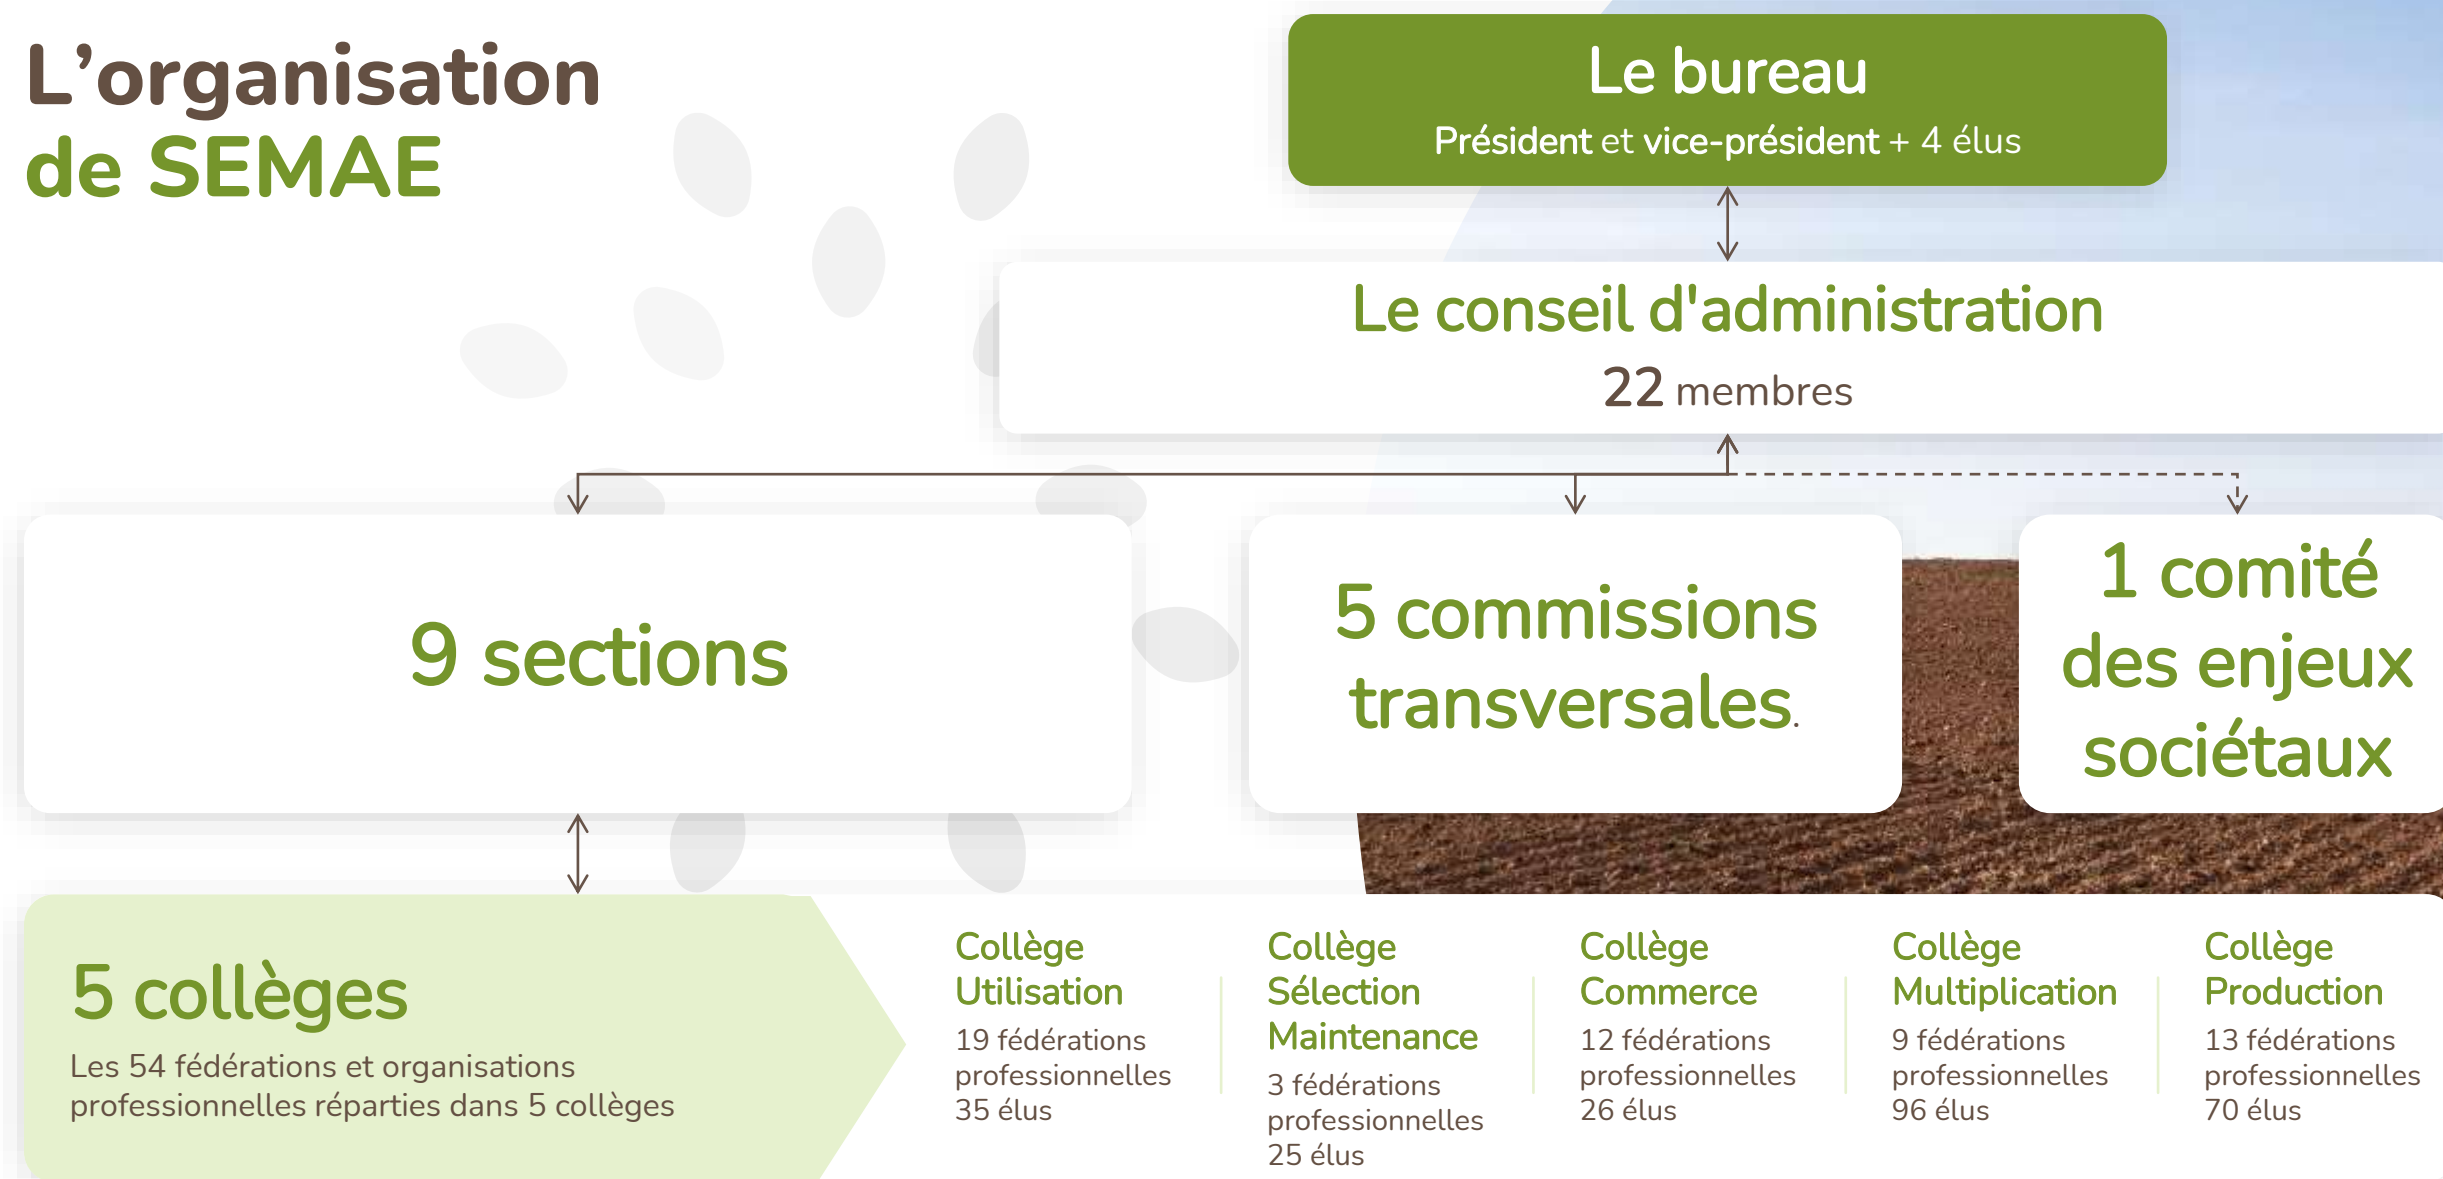 L’organisation
de SEMAE
Le bureau
Président et vice-président + 4 élus
Le conseil d'administration
22 membres
9 sections
5 commissions
transversales.
1 comité
des enjeux
sociétaux
5 collèges
Les 54 fédérations et organisations
professionnelles réparties dans 5 collèges
Collège
Utilisation
19 fédérations
professionnelles
35 élus
Collège
Sélection
Maintenance
3 fédérations
professionnelles
25 élus
Collège
Commerce
12 fédérations
professionnelles
26 élus
Collège
Multiplication
9 fédérations
professionnelles
96 élus
Collège
Production
13 fédérations
professionnelles
70 élus